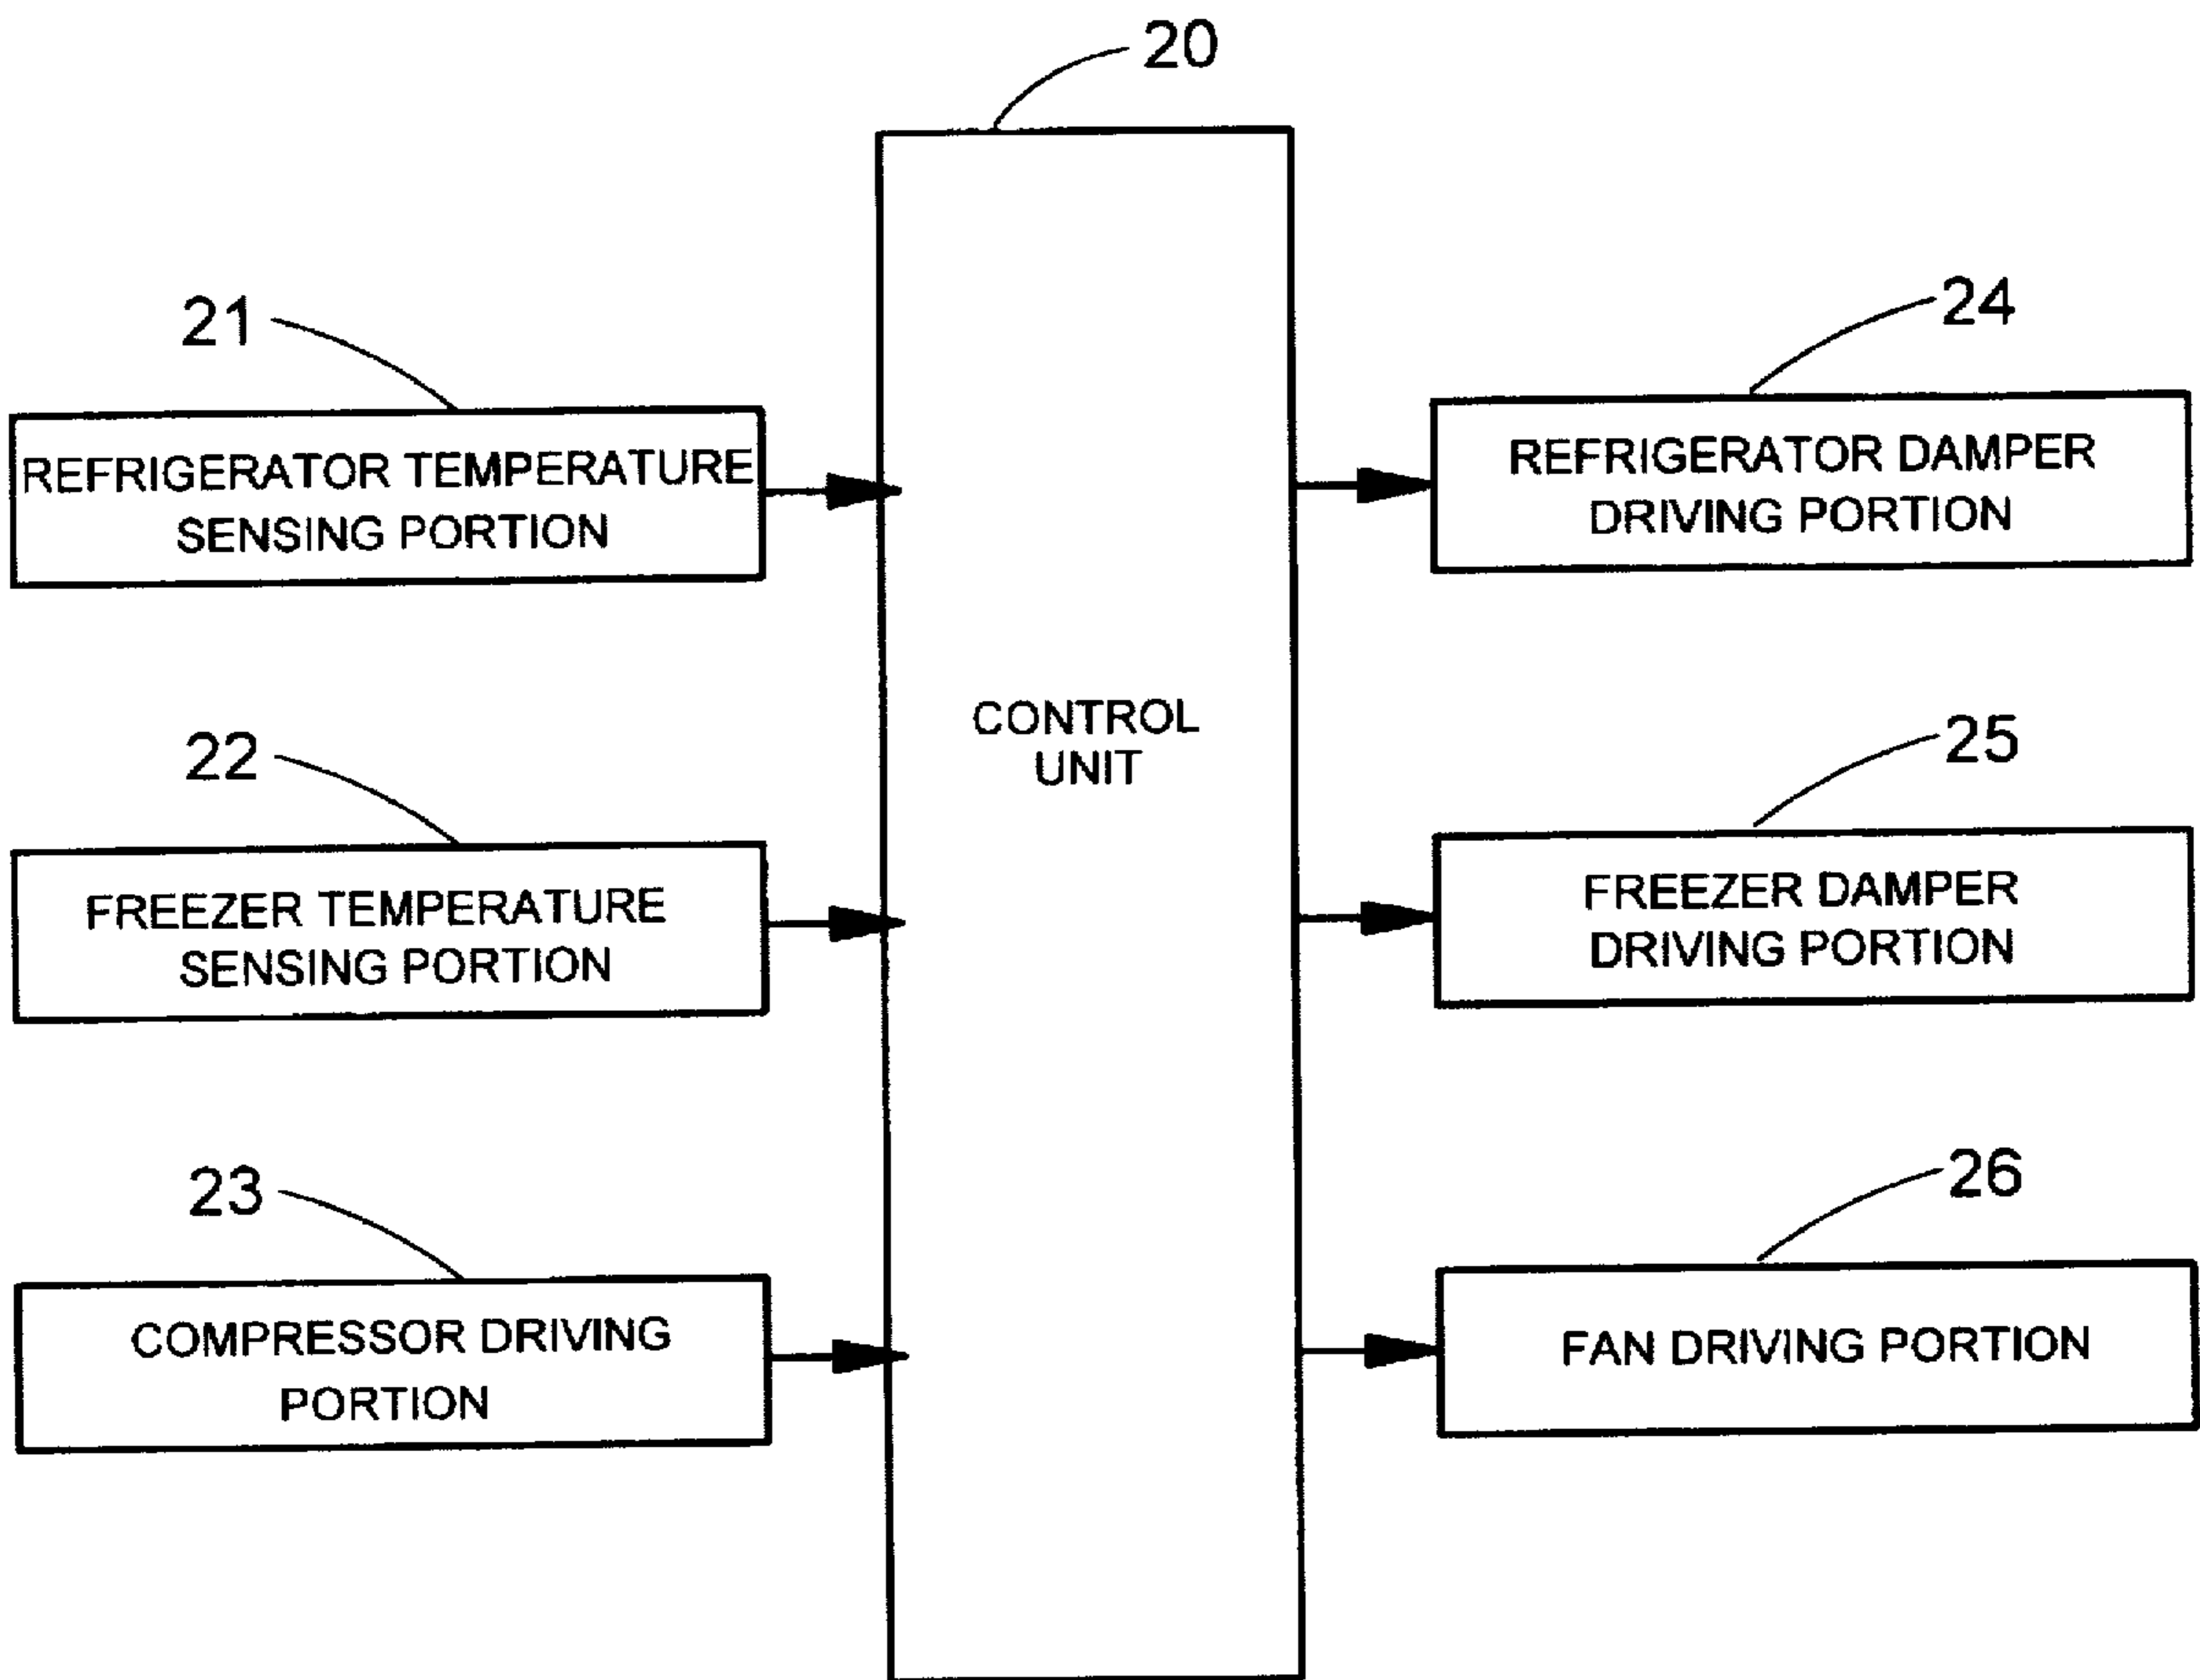 20
21
REFRIGERATOR TEMPERATURE
SENSING PORTION
22
FREEZER TEMPERATURE
SENSING PORTION
23
COMPRESSOR DRIVING
PORTION
CONTROL
UNIT
24
REFRIGERATOR DAMPER
DRIVING PORTION
25
FREEZER DAMPER
DRIVING PORTION
26
FAN DRIVING PORTION